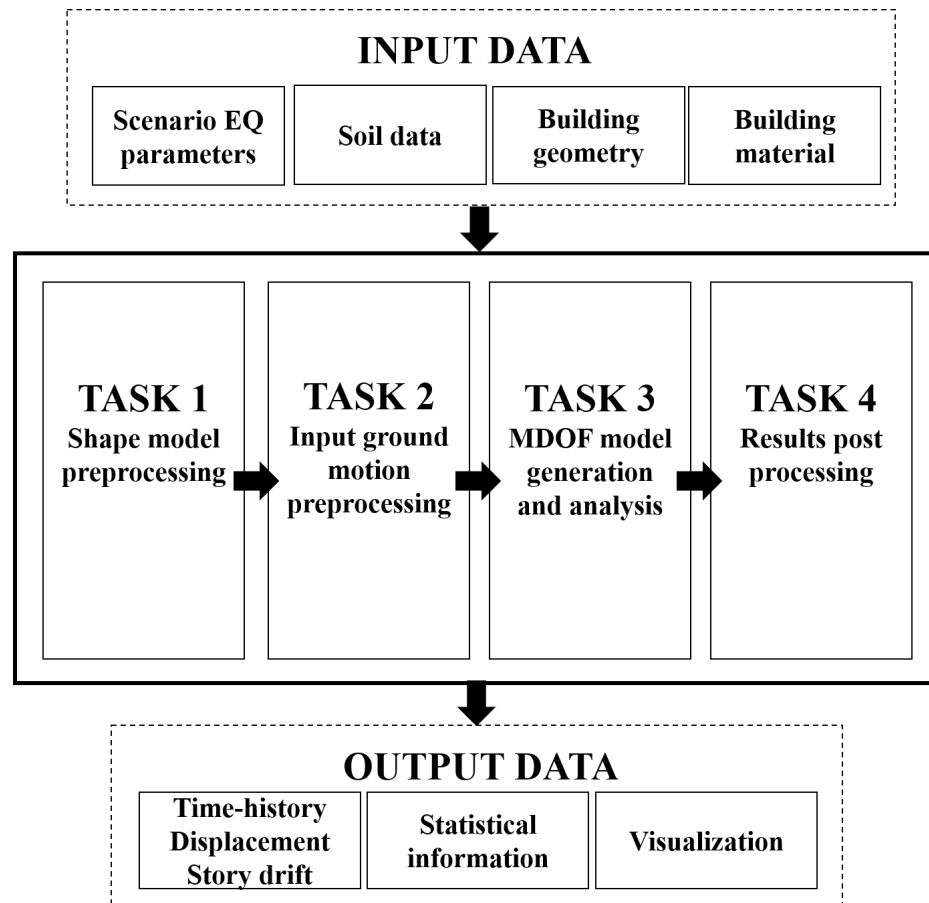 INPUT DATA
Scenario EQ
parameters
Soil data
Building
geometry
Building
material
TASK 1
Shape model
preprocessing
TASK 2
Input ground
motion
preprocessing
TASK 3
MDOF model
generation
and analysis
TASK 4
Results post
processing
OUTPUT DATA
Time-history
Displacement
Story drift
Statistical
information
Visualization